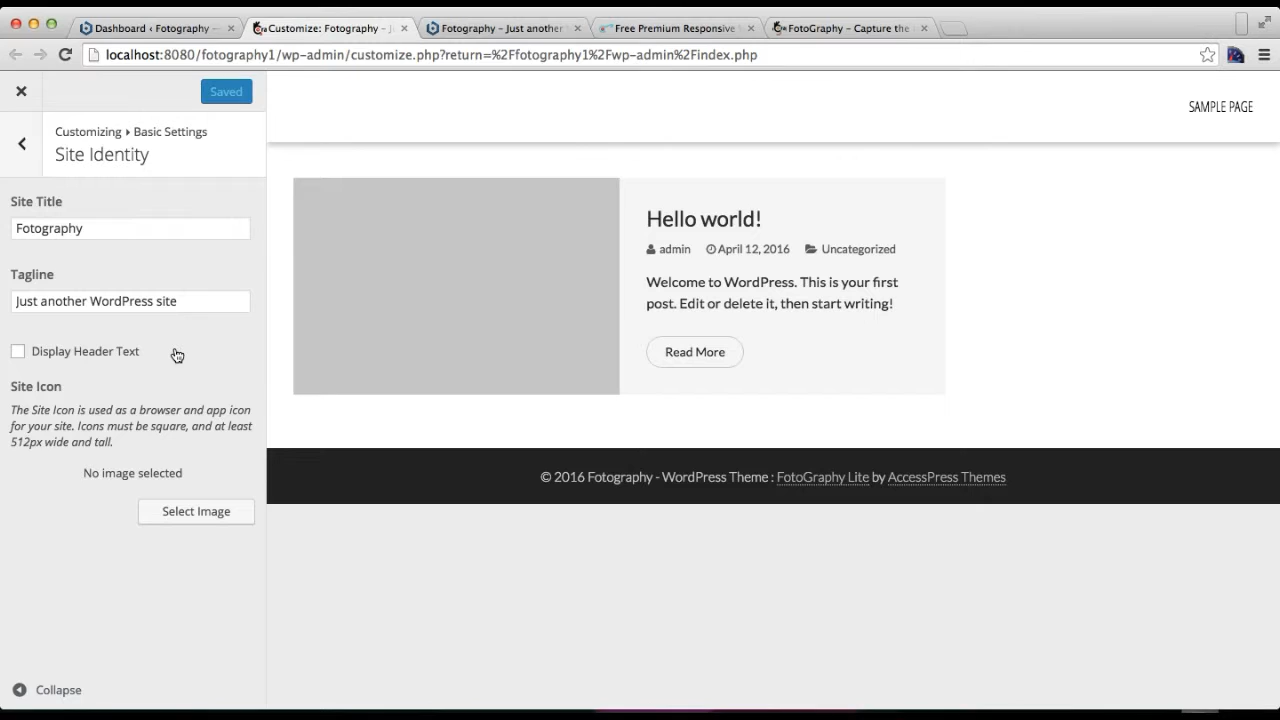 Dashboard ‹ Fotography —
Customize: Fotography – J
Fotography – Just another
Free Premium Responsive
FotoGraphy – Capture the
localhost:8080/fotography1/wp-admin/customize.php?return=%2Ffotography1%2Fwp-admin%2Findex.php
Saved
Customizing ▸ Basic Settings
Site Identity
Site Title
Fotography
Tagline
Just another WordPress site
Display Header Text
Site Icon
The Site Icon is used as a browser and app icon
for your site. Icons must be square, and at least
512px wide and tall.
No image selected
Select Image
Collapse
SAMPLE PAGE
Hello world!
admin April 12, 2016 Uncategorized
Welcome to WordPress. This is your first
post. Edit or delete it, then start writing!
Read More
© 2016 Fotography - WordPress Theme : FotoGraphy Lite by AccessPress Themes